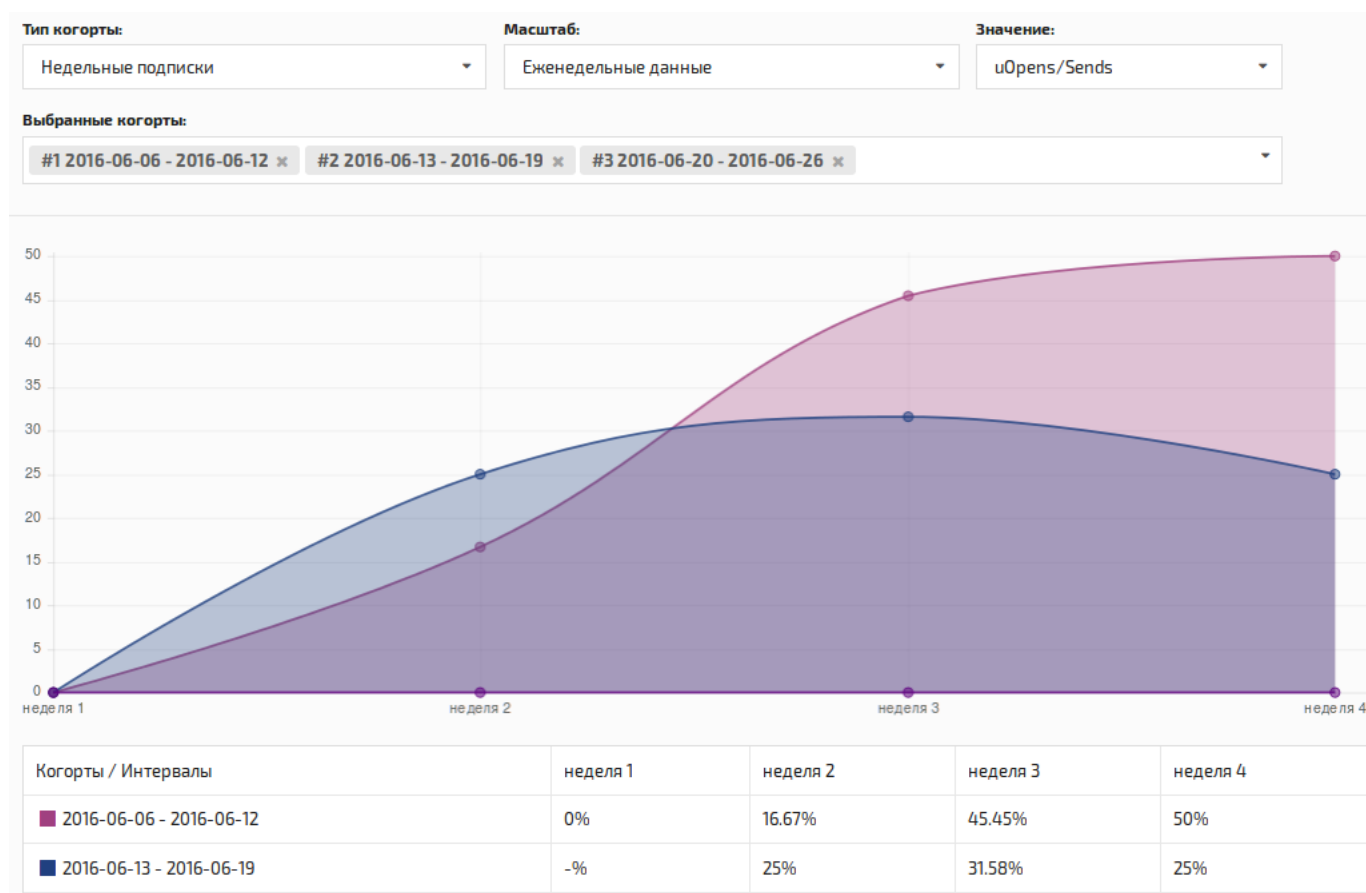 Тип когорты: Масштаб: Значение:
Недельные подписки Еженедельные данные uOpens/Sends
Выбранные когорты:
#1 2016-06-06 - 2016-06-12 × #2 2016-06-13 - 2016-06-19 × #3 2016-06-20 - 2016-06-26 ×
50
45
40
35
30
25
20
15
10
5
0
неделя 1 неделя 2 неделя 3 неделя 4
Когорты / Интервалы неделя 1 неделя 2 неделя 3 неделя 4
2016-06-06 - 2016-06-12 0% 16.67% 45.45% 50%
2016-06-13 - 2016-06-19 -% 25% 31.58% 25%